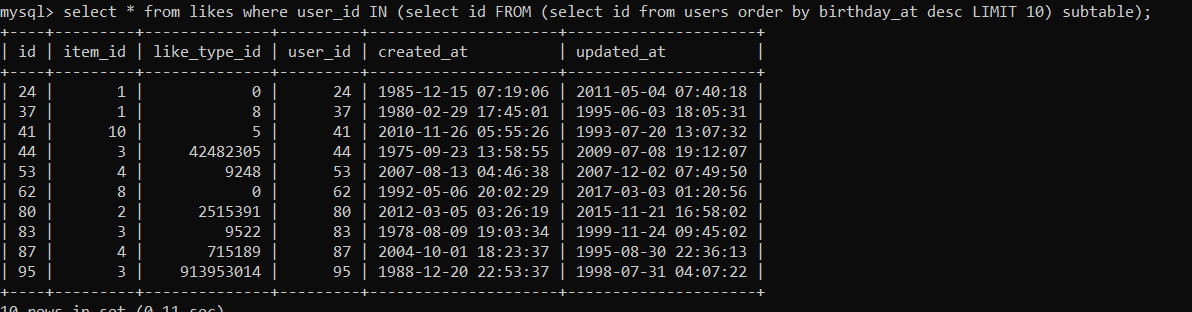 mysql> select * from likes where user_id IN (select id FROM (select id from users order by birthday_at desc LIMIT 10) subtable);
+----+---------+--------------+---------+---------------------+---------------------+
| id | item_id | like_type_id | user_id | created_at          | updated_at          |
+----+---------+--------------+---------+---------------------+---------------------+
| 24 |       1 |            0 |      24 | 1985-12-15 07:19:06 | 2011-05-04 07:40:18 |
| 37 |       1 |            8 |      37 | 1980-02-29 17:45:01 | 1995-06-03 18:05:31 |
| 41 |      10 |            5 |      41 | 2010-11-26 05:55:26 | 1993-07-20 13:07:32 |
| 44 |       3 |     42482305 |      44 | 1975-09-23 13:58:55 | 2009-07-08 19:12:07 |
| 53 |       4 |         9248 |      53 | 2007-08-13 04:46:38 | 2007-12-02 07:49:50 |
| 62 |       8 |            0 |      62 | 1992-05-06 20:02:29 | 2017-03-03 01:20:56 |
| 80 |       2 |      2515391 |      80 | 2012-03-05 03:26:19 | 2015-11-21 16:58:02 |
| 83 |       3 |         9522 |      83 | 1978-08-09 19:03:34 | 1999-11-24 09:45:02 |
| 87 |       4 |       715189 |      87 | 2004-10-01 18:23:37 | 1995-08-30 22:36:13 |
| 95 |       3 |    913953014 |      95 | 1988-12-20 22:53:37 | 1998-07-31 04:07:22 |
+----+---------+--------------+---------+---------------------+---------------------+
10 rows in set (0.11 sec)